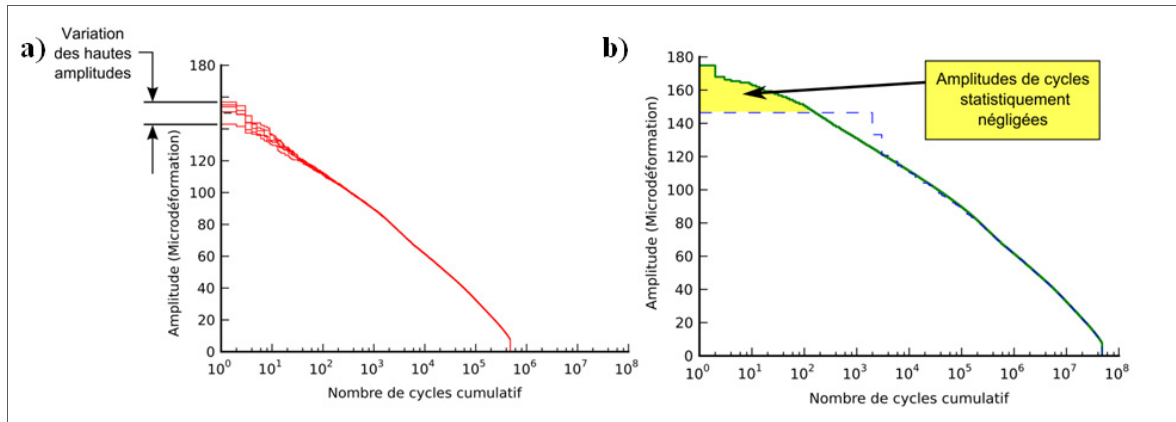 a)
Variation
des hautes
amplitudes
180
160
140
120
100
80
60
40
20
0
Amplitude (Microdéformation)
10⁰ 10¹ 10² 10³ 10⁴ 10⁵ 10⁶ 10⁷ 10⁸
Nombre de cycles cumulatif
b)
Amplitudes de cycles
statistiquement
négligées
180
160
140
120
100
80
60
40
20
0
Amplitude (Microdéformation)
10⁰ 10¹ 10² 10³ 10⁴ 10⁵ 10⁶ 10⁷ 10⁸
Nombre de cycles cumulatif